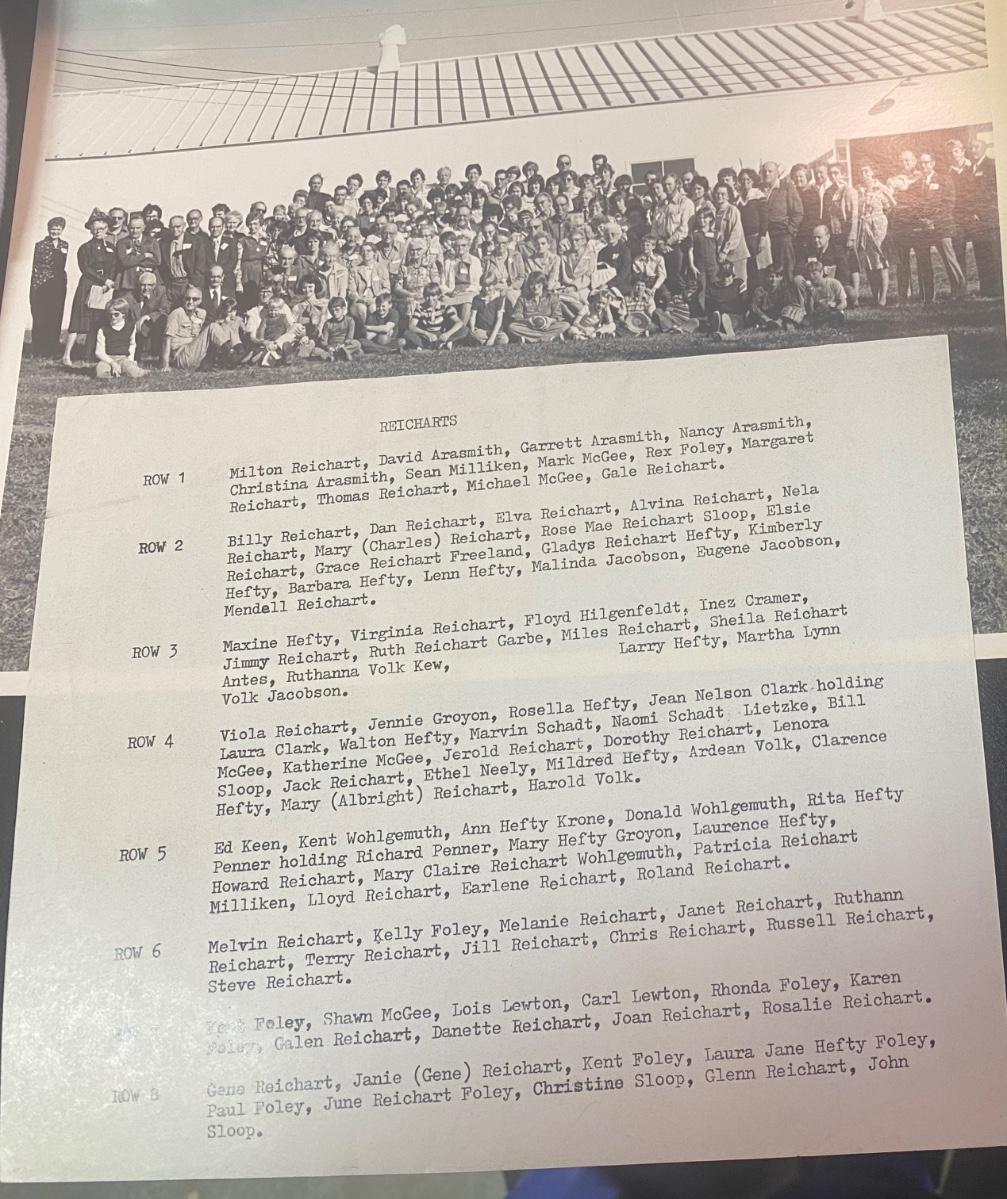 REICHARTS
ROW 1 Milton Reichart, David Arasmith, Garrett Arasmith, Nancy Arasmith,
Christina Arasmith, Sean Milliken, Mark McGee, Rex Foley, Margaret
Reichart, Thomas Reichart, Michael McGee, Gale Reichart.
ROW 2 Billy Reichart, Dan Reichart, Elva Reichart, Alvina Reichart, Nela
Reichart, Mary (Charles) Reichart, Rose Mae Reichart Sloop, Elsie
Reichart, Grace Reichart Freeland, Gladys Reichart Hefty, Kimberly
Hefty, Barbara Hefty, Lenn Hefty, Malinda Jacobson, Eugene Jacobson,
Mendell Reichart.
ROW 3 Maxine Hefty, Virginia Reichart, Floyd Hilgenfeldt, Inez Cramer,
Jimmy Reichart, Ruth Reichart Garbe, Miles Reichart, Sheila Reichart
Antes, Ruthanna Volk Kew, Larry Hefty, Martha Lynn
Volk Jacobson.
ROW 4 Viola Reichart, Jennie Groyon, Rosella Hefty, Jean Nelson Clark holding
Laura Clark, Walton Hefty, Marvin Schadt, Naomi Schadt Lietzke, Bill
McGee, Katherine McGee, Jerold Reichart, Dorothy Reichart, Lenora
Sloop, Jack Reichart, Ethel Neely, Mildred Hefty, Ardean Volk, Clarence
Hefty, Mary (Albright) Reichart, Harold Volk.
ROW 5 Ed Keen, Kent Wohlgemuth, Ann Hefty Krone, Donald Wohlgemuth, Rita Hefty
Penner holding Richard Penner, Mary Hefty Groyon, Laurence Hefty,
Howard Reichart, Mary Claire Reichart Wohlgemuth, Patricia Reichart
Milliken, Lloyd Reichart, Earlene Reichart, Roland Reichart.
ROW 6 Melvin Reichart, Kelly Foley, Melanie Reichart, Janet Reichart, Ruthann
Reichart, Terry Reichart, Jill Reichart, Chris Reichart, Russell Reichart,
Steve Reichart.
Foley, Shawn McGee, Lois Lewton, Carl Lewton, Rhonda Foley, Karen
Foley, Galen Reichart, Danette Reichart, Joan Reichart, Rosalie Reichart.
ROW 8 Gene Reichart, Janie (Gene) Reichart, Kent Foley, Laura Jane Hefty Foley,
Paul Foley, June Reichart Foley, Christine Sloop, Glenn Reichart, John
Sloop.